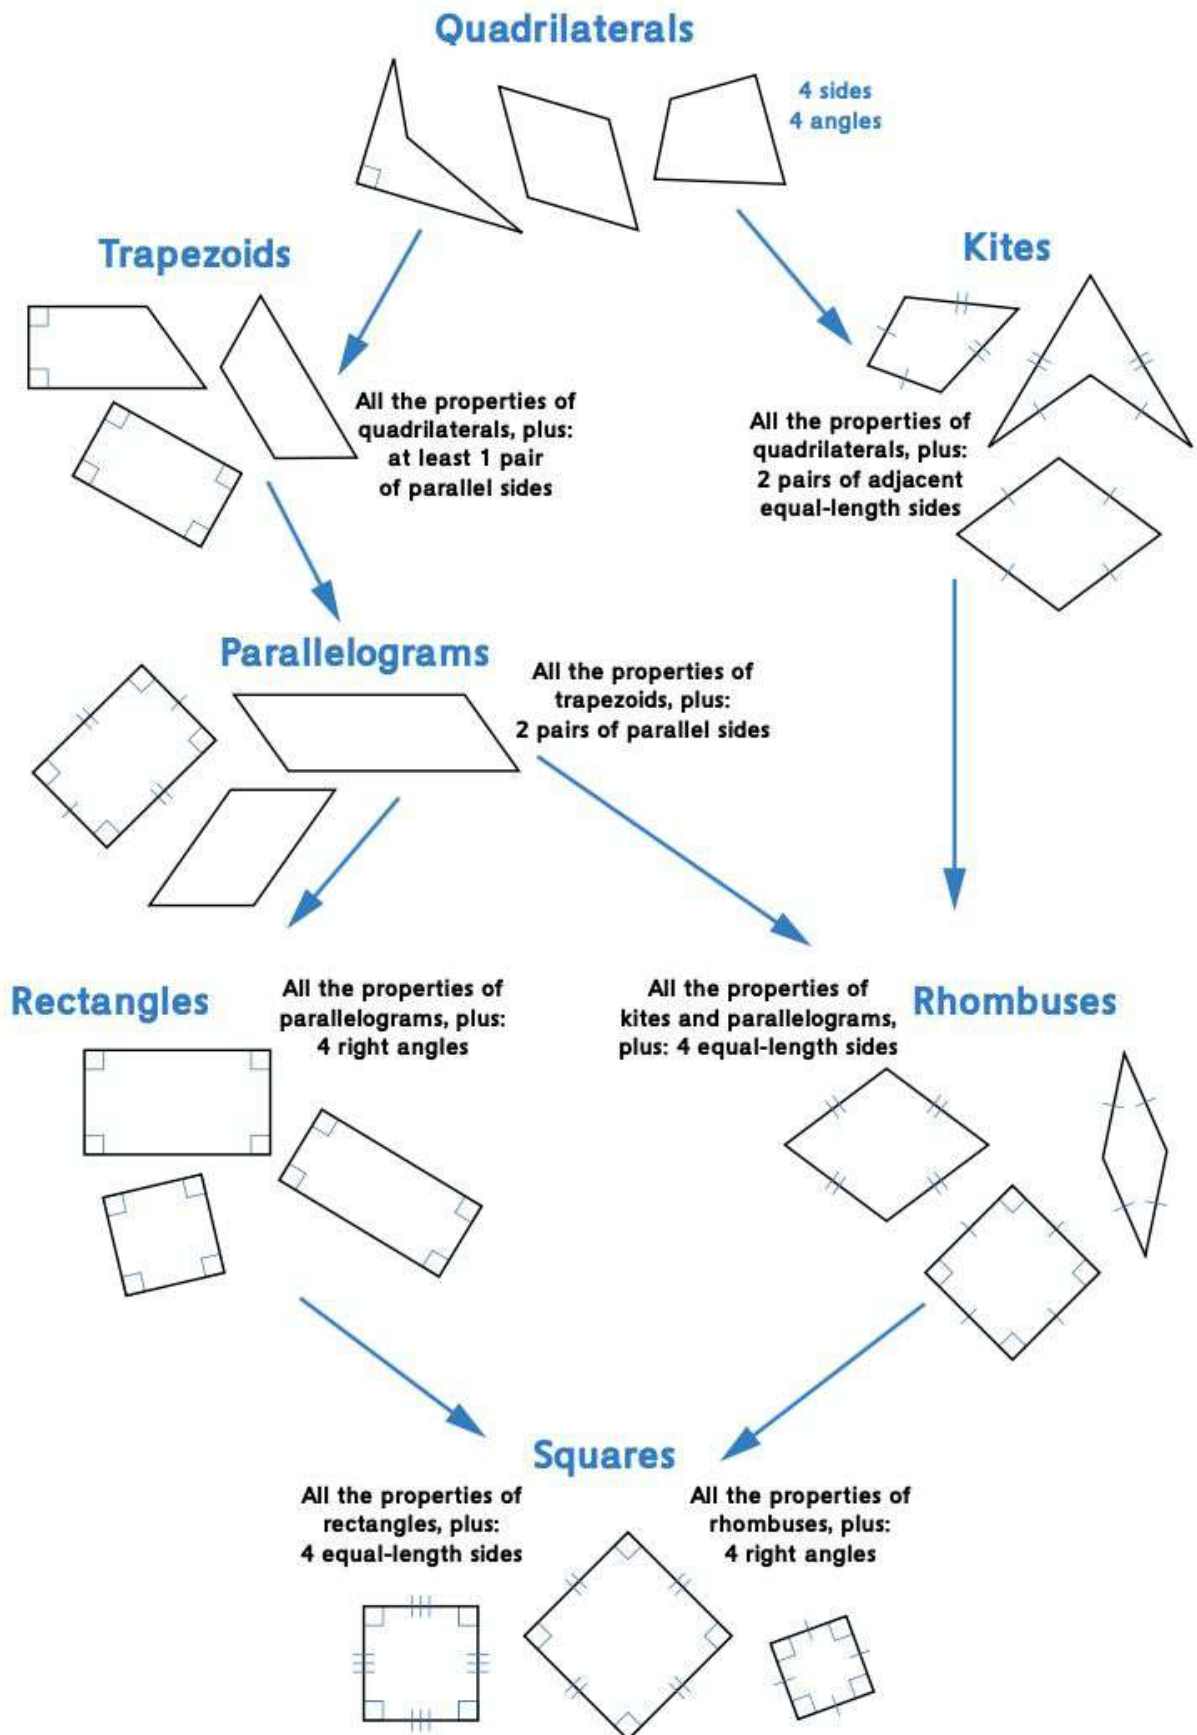 Quadrilaterals
4 sides
4 angles
Trapezoids
All the properties of
quadrilaterals, plus:
at least 1 pair
of parallel sides
Kites
All the properties of
quadrilaterals, plus:
2 pairs of adjacent
equal-length sides
Parallelograms
All the properties of
trapezoids, plus:
2 pairs of parallel sides
Rectangles
All the properties of
parallelograms, plus:
4 right angles
All the properties of
kites and parallelograms,
plus: 4 equal-length sides
Rhombuses
Squares
All the properties of
rectangles, plus:
4 equal-length sides
All the properties of
rhombuses, plus:
4 right angles